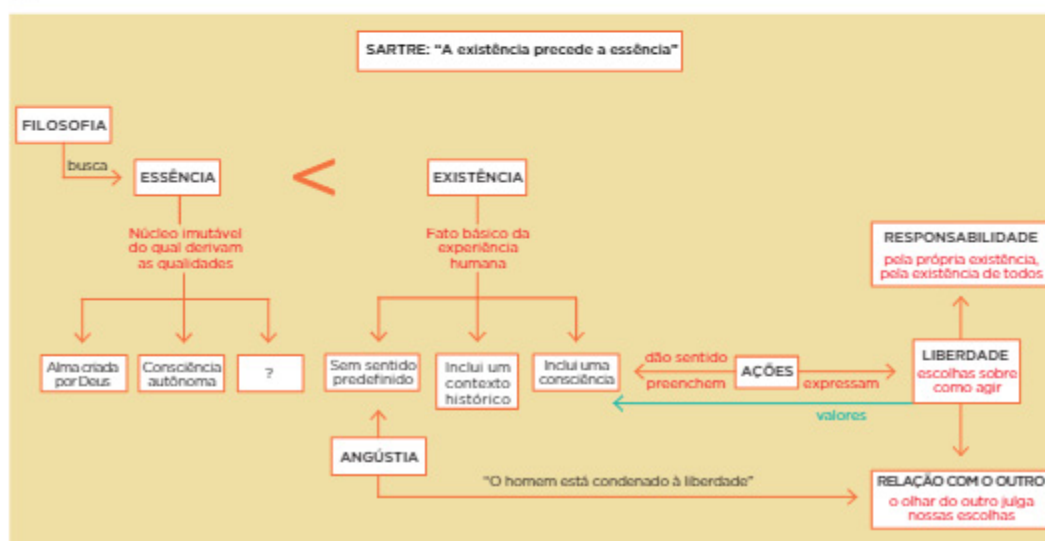 SARTRE: "A existência precede a essência"
FILOSOFIA
busca
ESSÊNCIA
<
EXISTÊNCIA
Núcleo imutável
do qual derivam
as qualidades
Fato básico da
experiência
humana
RESPONSABILIDADE
pela própria existência,
pela existência de todos
Alma criada
por Deus
Consciência
autônoma
?
Sem sentido
predefinido
Inclui um
contexto
histórico
Inclui uma
consciência
dão sentido
preenchem
AÇÕES
expressam
LIBERDADE
escolhas sobre
como agir
valores
ANGÚSTIA
"O homem está condenado à liberdade"
RELAÇÃO COM O OUTRO
o olhar do outro julga
nossas escolhas